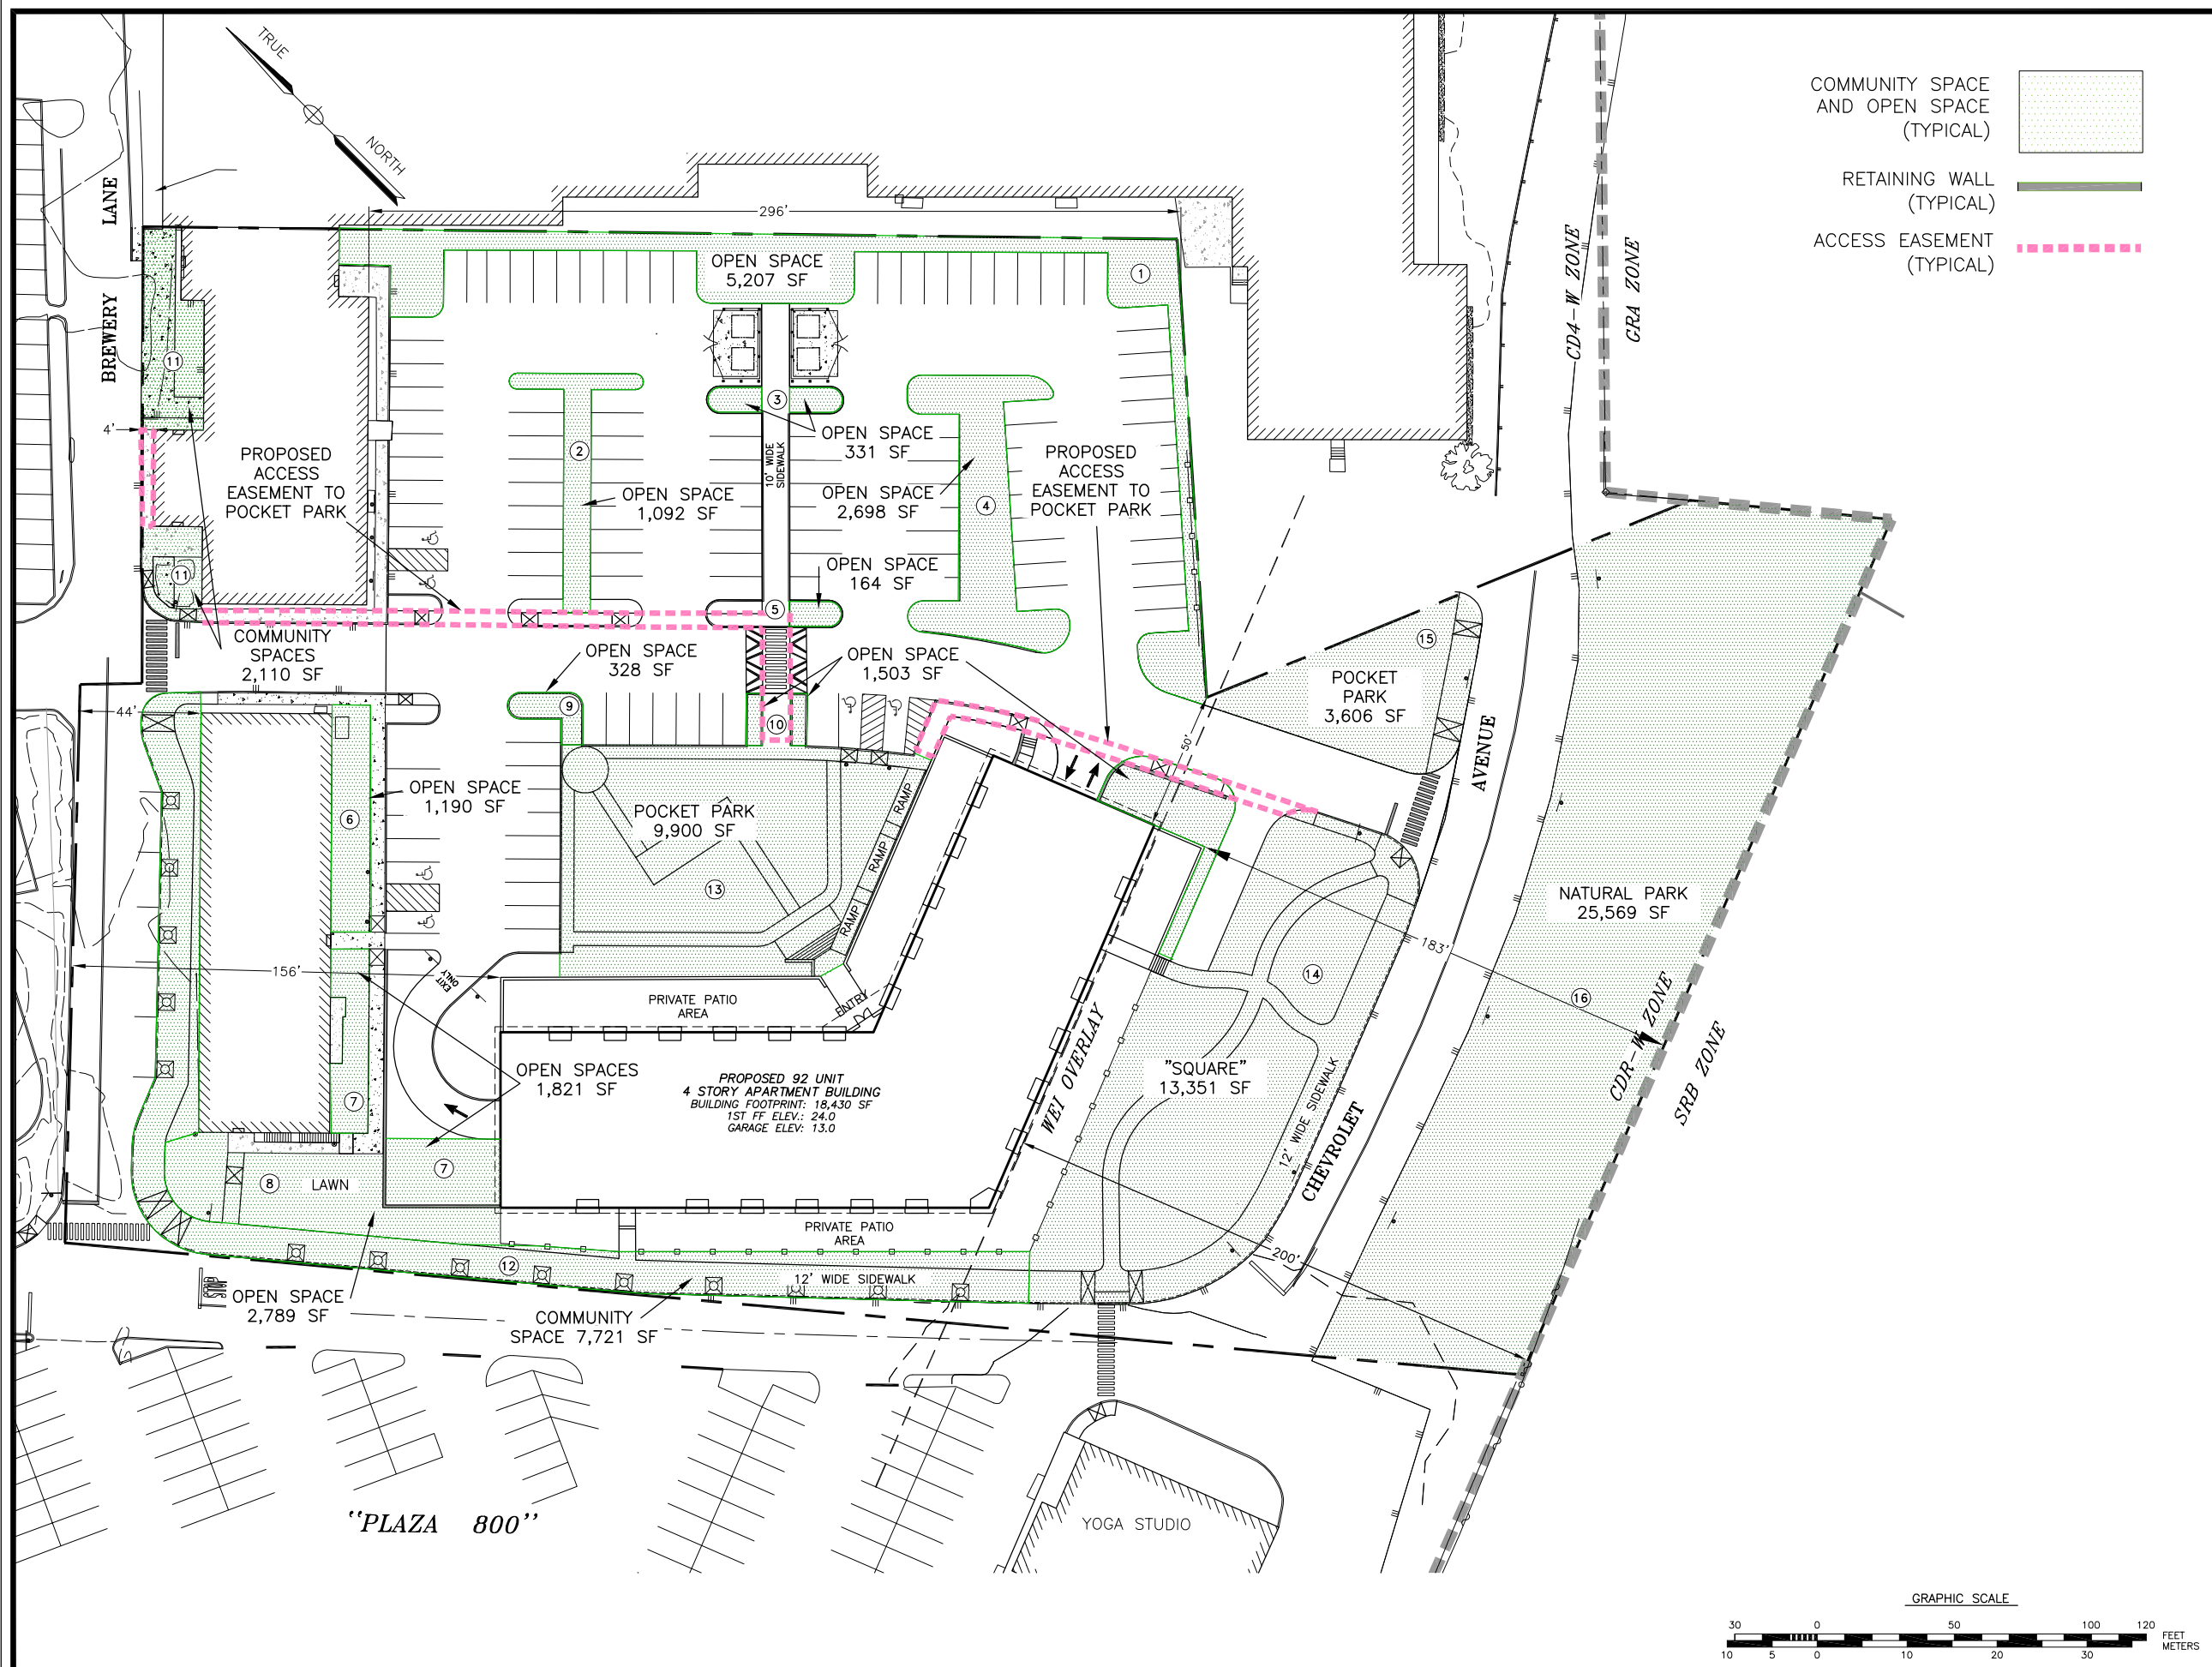 TRUE
NORTH
COMMUNITY SPACE
AND OPEN SPACE
(TYPICAL)
RETAINING WALL
(TYPICAL)
ACCESS EASEMENT
(TYPICAL)
BREWERY LANE
296'
OPEN SPACE
5,207 SF
1
CD4-W ZONE
GRA ZONE
11
4'
PROPOSED
ACCESS
EASEMENT TO
POCKET PARK
2
3
10' WIDE
SIDEWALK
OPEN SPACE
331 SF
OPEN SPACE
1,092 SF
OPEN SPACE
2,698 SF
4
PROPOSED
ACCESS
EASEMENT TO
POCKET PARK
OPEN SPACE
164 SF
5
11
COMMUNITY
SPACES
2,110 SF
OPEN SPACE
328 SF
OPEN SPACE
1,503 SF
15
POCKET
PARK
3,606 SF
44'
9
10
50'
AVENUE
6
OPEN SPACE
1,190 SF
POCKET PARK
9,900 SF
13
RAMP
RAMP
RAMP
NATURAL PARK
25,569 SF
183'
14
16
156'
EXIT
ONLY
PRIVATE PATIO
AREA
ENTRY
WEI OVERLAY
CDR-W ZONE
SRB ZONE
OPEN SPACES
1,821 SF
PROPOSED 92 UNIT
4 STORY APARTMENT BUILDING
BUILDING FOOTPRINT: 18,430 SF
1ST FF ELEV.: 24.0
GARAGE ELEV: 13.0
"SQUARE"
13,351 SF
12' WIDE SIDEWALK
CHEVROLET
7
7
8
LAWN
PRIVATE PATIO
AREA
200'
12
12' WIDE SIDEWALK
STOP
OPEN SPACE
2,789 SF
COMMUNITY
SPACE 7,721 SF
"PLAZA 800"
YOGA STUDIO
GRAPHIC SCALE
30 0 50 100 120
FEET
METERS
10 5 0 10 20 30